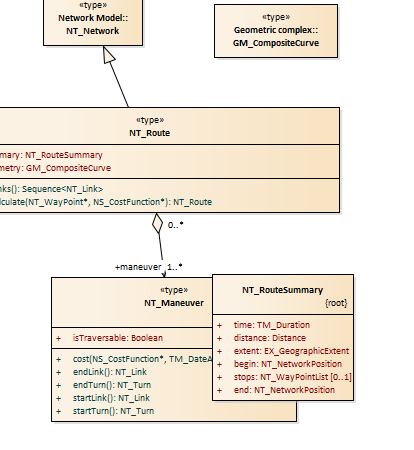 «type»
Network Model::
NT_Network
«type»
Geometric complex::
GM_CompositeCurve
«type»
NT_Route
mary: NT_RouteSummary
metry: GM_CompositeCurve
nks(): Sequence<NT_Link>
lculate(NT_WayPoint*, NS_CostFunction*): NT_Route
0..*
+maneuver 1..*
«type»
NT_Maneuver
+ isTraversable: Boolean
+ cost(NS_CostFunction*, TM_DateA
+ endLink(): NT_Link
+ endTurn(): NT_Turn
+ startLink(): NT_Link
+ startTurn(): NT_Turn
NT_RouteSummary
{root}
+ time: TM_Duration
+ distance: Distance
+ extent: EX_GeographicExtent
+ begin: NT_NetworkPosition
+ stops: NT_WayPointList [0..1]
+ end: NT_NetworkPosition